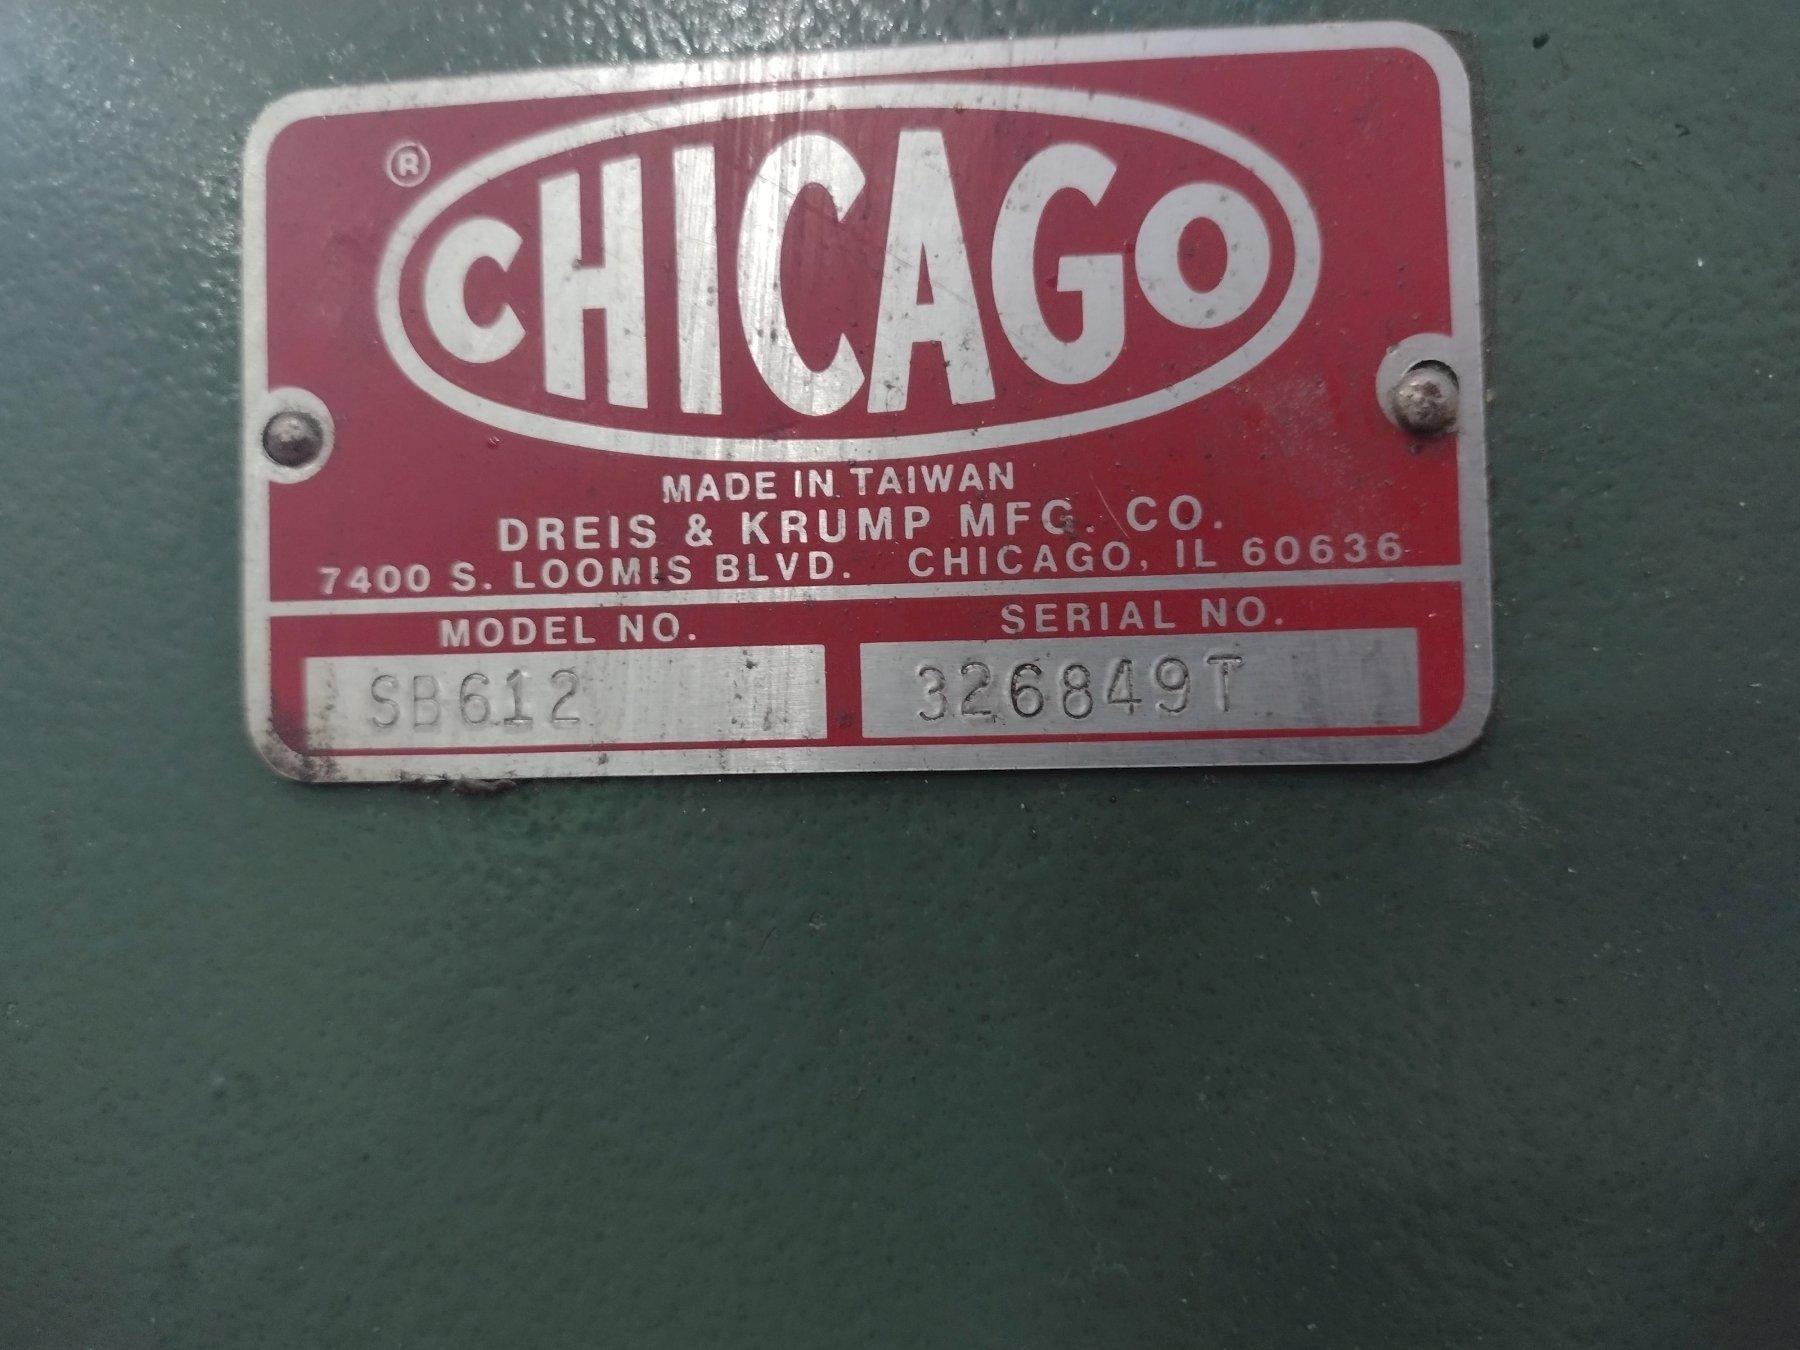 ®
CHICAGO
MADE IN TAIWAN
DREIS & KRUMP MFG. CO.
7400 S. LOOMIS BLVD. CHICAGO, IL 60636
MODEL NO. SERIAL NO.
SB612 326849T